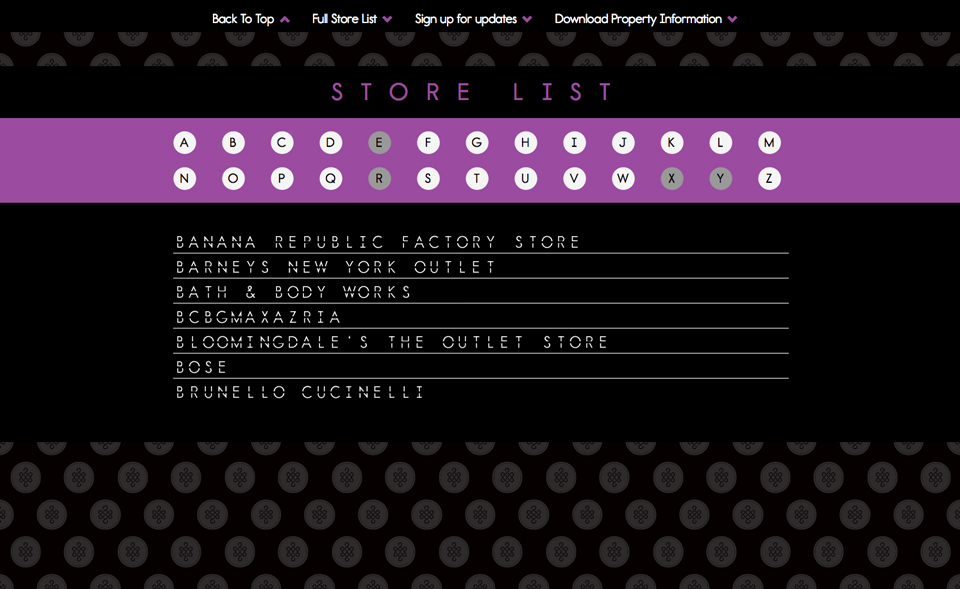 Back To Top Full Store List Sign up for updates Download Property Information
STORE LIST
A B C D E F G H I J K L M
N O P Q R S T U V W X Y Z
BANANA REPUBLIC FACTORY STORE
BARNEYS NEW YORK OUTLET
BATH & BODY WORKS
BCBGMAXAZRIA
BLOOMINGDALE'S THE OUTLET STORE
BOSE
BRUNELLO CUCINELLI